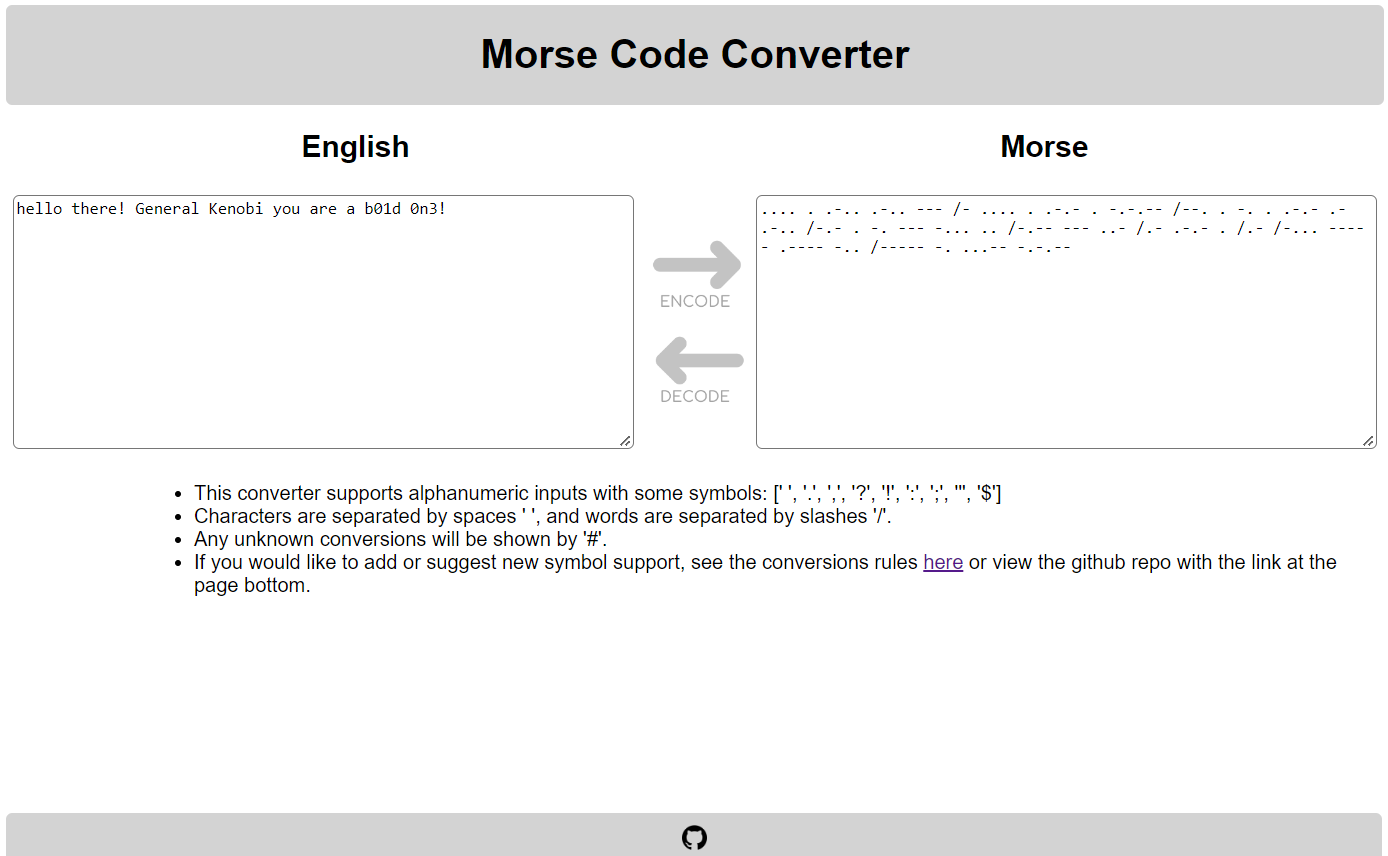 Morse Code Converter
English
Morse
hello there! General Kenobi you are a b01d 0n3!
.... . .-.. .-.. --- /- .... . .-.- . -.-.-- /--. . -. . .-.- .-
.-.. /-.- . -. --- -... .. /-.-- --- ..- /.- .-.- . /.- /-... ----
- .---- -.. /----- -. ...-- -.-.--
ENCODE
DECODE
This converter supports alphanumeric inputs with some symbols: [' ', '.', ',', '?', '!', ':', ';', '"', '$']
Characters are separated by spaces ' ', and words are separated by slashes '/'.
Any unknown conversions will be shown by '#'.
If you would like to add or suggest new symbol support, see the conversions rules here or view the github repo with the link at the
page bottom.